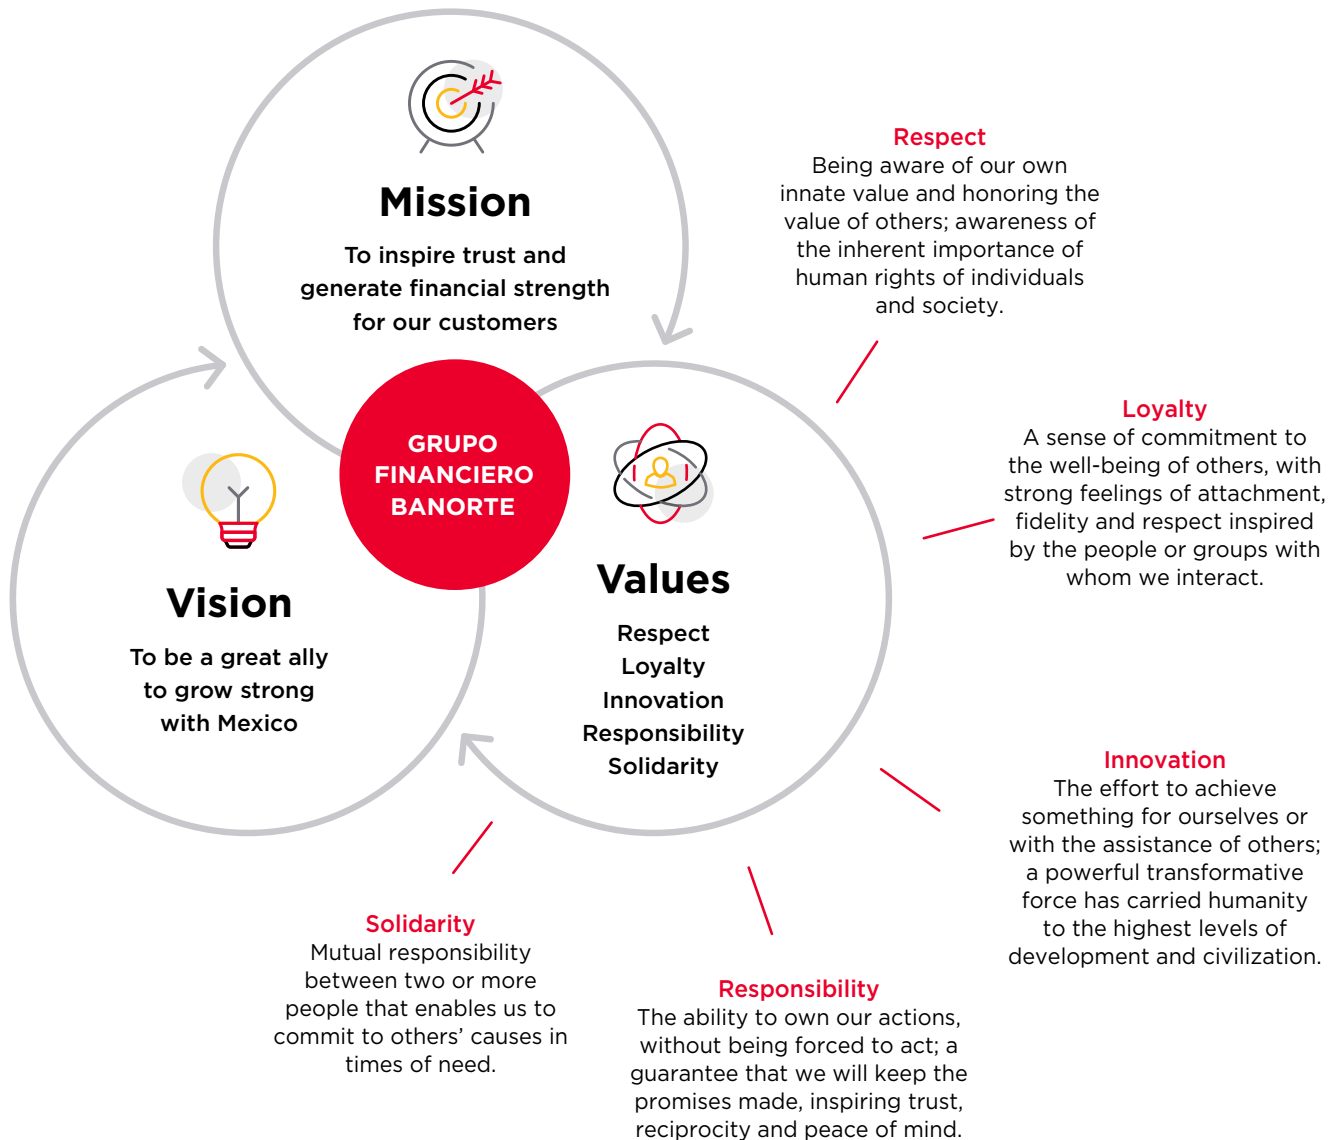 Mission
To inspire trust and
generate financial strength
for our customers
GRUPO
FINANCIERO
BANORTE
Vision
To be a great ally
to grow strong
with Mexico
Values
Respect
Loyalty
Innovation
Responsibility
Solidarity
Respect
Being aware of our own
innate value and honoring the
value of others; awareness of
the inherent importance of
human rights of individuals
and society.
Loyalty
A sense of commitment to
the well-being of others, with
strong feelings of attachment,
fidelity and respect inspired
by the people or groups with
whom we interact.
Innovation
The effort to achieve
something for ourselves or
with the assistance of others;
a powerful transformative
force has carried humanity
to the highest levels of
development and civilization.
Responsibility
The ability to own our actions,
without being forced to act; a
guarantee that we will keep the
promises made, inspiring trust,
reciprocity and peace of mind.
Solidarity
Mutual responsibility
between two or more
people that enables us to
commit to others’ causes in
times of need.